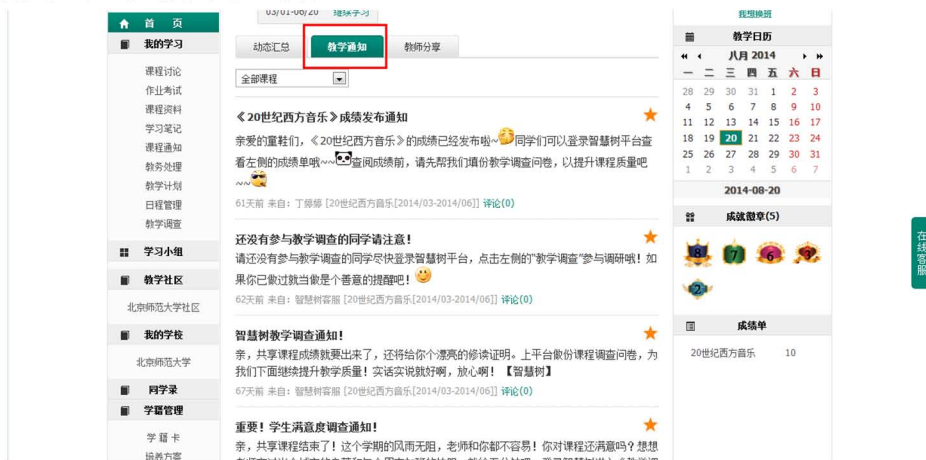 03/01-06/20 继续学习
首 页
我的学习
课程讨论
作业考试
课程资料
学习笔记
课程通知
教务处理
教学计划
日程管理
教学调查
学习小组
教学社区
北京师范大学社区
我的学校
北京师范大学
同学录
学籍管理
学 籍 卡
培养方案
动态汇总 教学通知 教师分享
全部课程
《20世纪西方音乐》成绩发布通知
亲爱的童鞋们，《20世纪西方音乐》的成绩已经发布啦~同学们可以登录智慧树平台查
看左侧的成绩单哦~~查阅成绩前，请先帮我们填份教学调查问卷，以提升课程质量吧
~~
61天前 来自：丁婷婷 [20世纪西方音乐[2014/03-2014/06]] 评论(0)
还没有参与教学调查的同学请注意！
请还没有参与教学调查的同学尽快登录智慧树平台，点击左侧的"教学调查"参与调研哦！如
果你已做过就当做是个善意的提醒吧！
62天前 来自：智慧树客服 [20世纪西方音乐[2014/03-2014/06]] 评论(0)
智慧树教学调查通知！
亲，共享课程成绩就要出来了，还将给你个漂亮的修读证明。上平台做份课程调查问卷，为
我们下面继续提升教学质量！实话实说就好啊，放心啊！【智慧树】
67天前 来自：智慧树客服 [20世纪西方音乐[2014/03-2014/06]] 评论(0)
重要！学生满意度调查通知！
亲，共享课程结束了！这个学期的风雨无阻，老师和你都不容易！你对课程还满意吗？想想
我想换班
教学日历
八月 2014
一 二 三 四 五 六 日
28 29 30 31 1 2 3
4 5 6 7 8 9 10
11 12 13 14 15 16 17
18 19 20 21 22 23 24
25 26 27 28 29 30 31
1 2 3 4 5 6 7
2014-08-20
成就徽章(5)
8 7 6 3
2
成绩单
20世纪西方音乐 10
在线客服